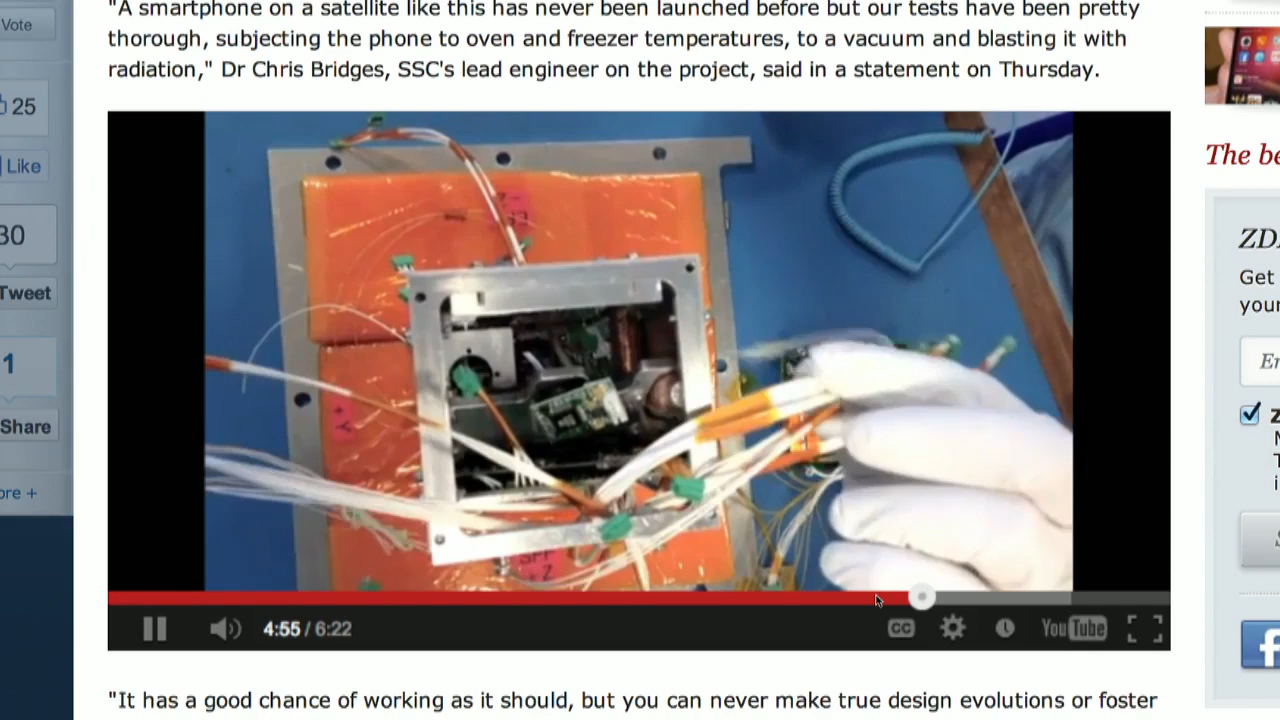 "A smartphone on a satellite like this has never been launched before but our tests have been pretty
thorough, subjecting the phone to oven and freezer temperatures, to a vacuum and blasting it with
radiation," Dr Chris Bridges, SSC's lead engineer on the project, said in a statement on Thursday.
Vote
25
Like
30
Tweet
1
Share
+Y
+Z
4:55 / 6:22
CC
YouTube
"It has a good chance of working as it should, but you can never make true design evolutions or foster
The be
Get
your